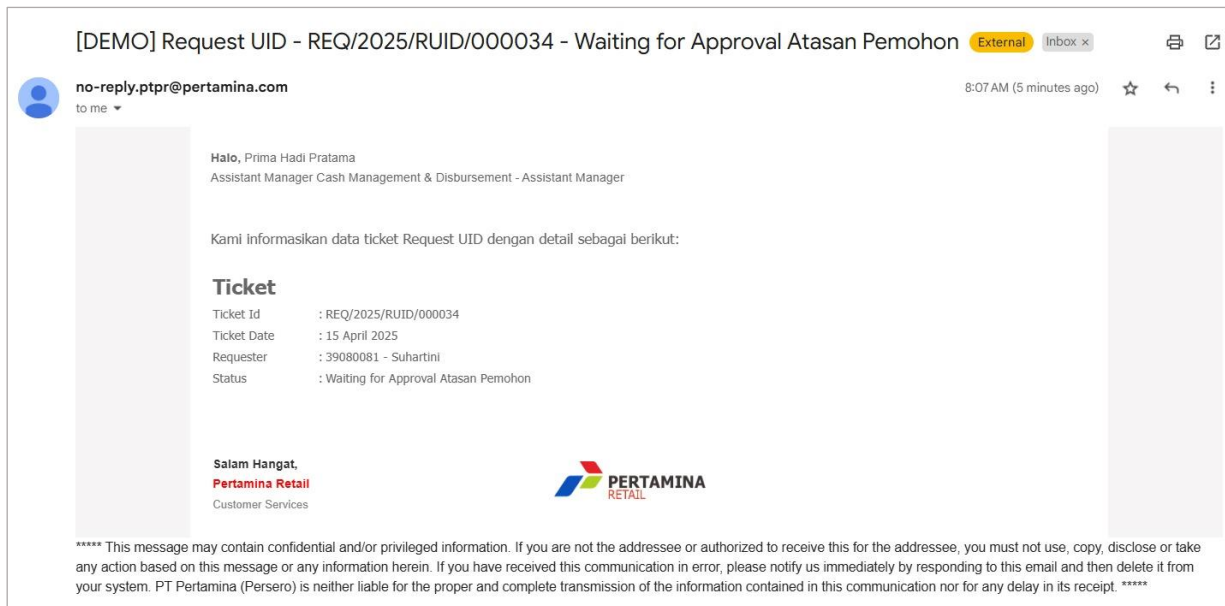 [DEMO] Request UID - REQ/2025/RUID/000034 - Waiting for Approval Atasan Pemohon External Inbox ×
no-reply.ptpr@pertamina.com 8:07 AM (5 minutes ago)
to me
Halo, Prima Hadi Pratama
Assistant Manager Cash Management & Disbursement - Assistant Manager
Kami informasikan data ticket Request UID dengan detail sebagai berikut:
Ticket
Ticket Id : REQ/2025/RUID/000034
Ticket Date : 15 April 2025
Requester : 39080081 - Suhartini
Status : Waiting for Approval Atasan Pemohon
Salam Hangat,
Pertamina Retail
Customer Services
PERTAMINA
RETAIL
***** This message may contain confidential and/or privileged information. If you are not the addressee or authorized to receive this for the addressee, you must not use, copy, disclose or take
any action based on this message or any information herein. If you have received this communication in error, please notify us immediately by responding to this email and then delete it from
your system. PT Pertamina (Persero) is neither liable for the proper and complete transmission of the information contained in this communication nor for any delay in its receipt. *****